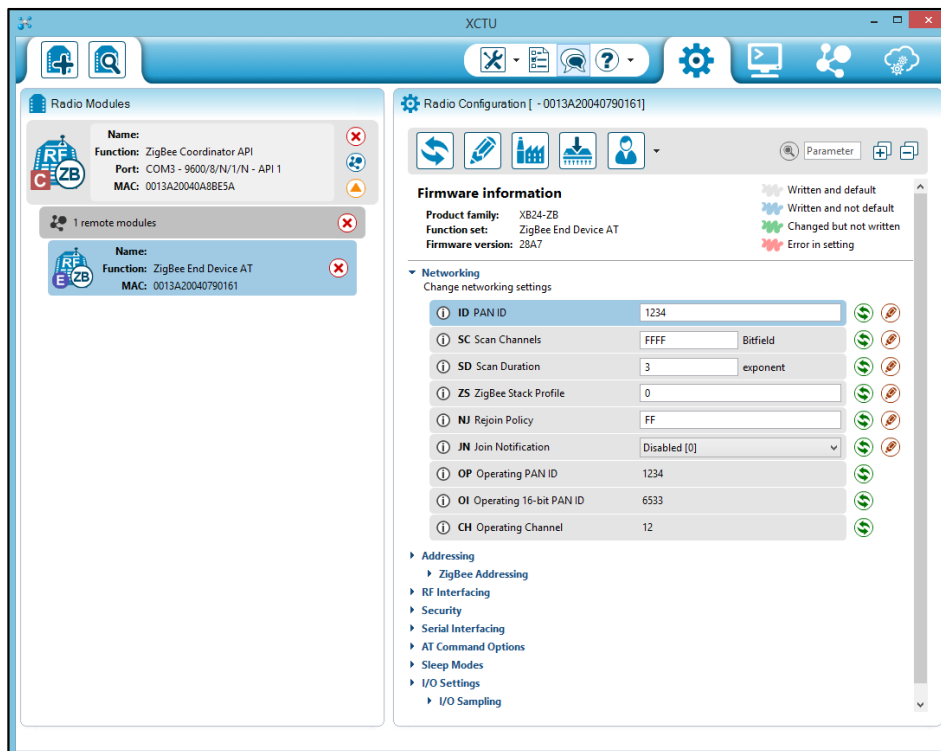 XCTU
Radio Modules
Name:
Function: ZigBee Coordinator API
Port: COM3 - 9600/8/N/1/N - API 1
MAC: 0013A20040A8BE5A
RF
C ZB
1 remote modules
Name:
Function: ZigBee End Device AT
MAC: 0013A20040790161
RF
E ZB
Radio Configuration [ - 0013A20040790161]
Parameter
Firmware information
Product family: XB24-ZB
Function set: ZigBee End Device AT
Firmware version: 28A7
Written and default
Written and not default
Changed but not written
Error in setting
Networking
Change networking settings
ID PAN ID 1234
SC Scan Channels FFFF Bitfield
SD Scan Duration 3 exponent
ZS ZigBee Stack Profile 0
NJ Rejoin Policy FF
JN Join Notification Disabled [0]
OP Operating PAN ID 1234
OI Operating 16-bit PAN ID 6533
CH Operating Channel 12
Addressing
ZigBee Addressing
RF Interfacing
Security
Serial Interfacing
AT Command Options
Sleep Modes
I/O Settings
I/O Sampling